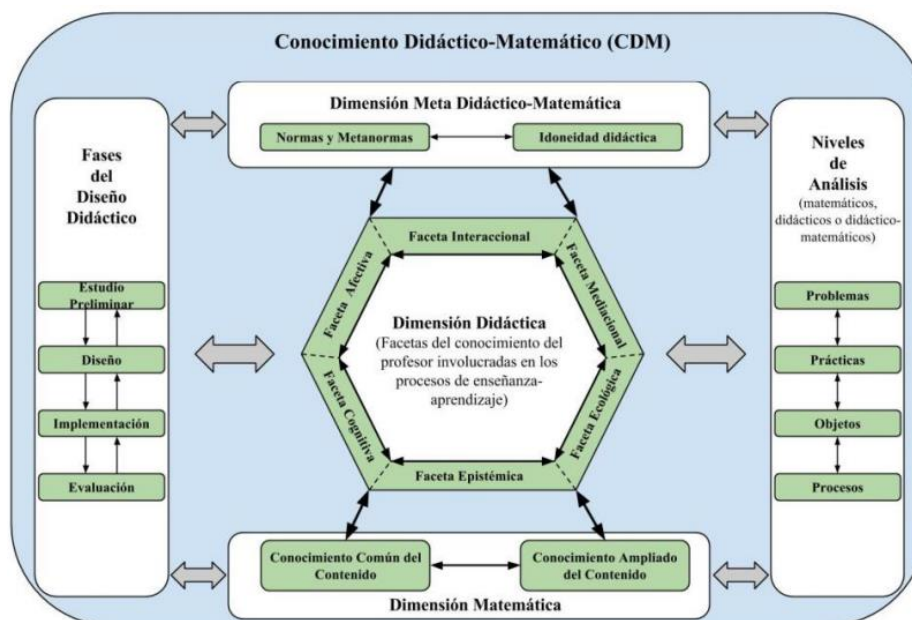 Conocimiento Didáctico-Matemático (CDM)
Dimensión Meta Didáctico-Matemática
Normas y Metanormas
Idoneidad didáctica
Fases
del
Diseño
Didáctico
Estudio
Preliminar
Diseño
Implementación
Evaluación
Faceta Interaccional
Faceta Afectiva
Faceta Mediacional
Dimensión Didáctica
(Facetas del conocimiento del
profesor involucradas en los
procesos de enseñanza-
aprendizaje)
Faceta Cognitiva
Faceta Ecológica
Faceta Epistémica
Niveles
de
Análisis
(matemáticos,
didácticos o didáctico-
matemáticos)
Problemas
Prácticas
Objetos
Procesos
Conocimiento Común del
Contenido
Conocimiento Ampliado
del Contenido
Dimensión Matemática